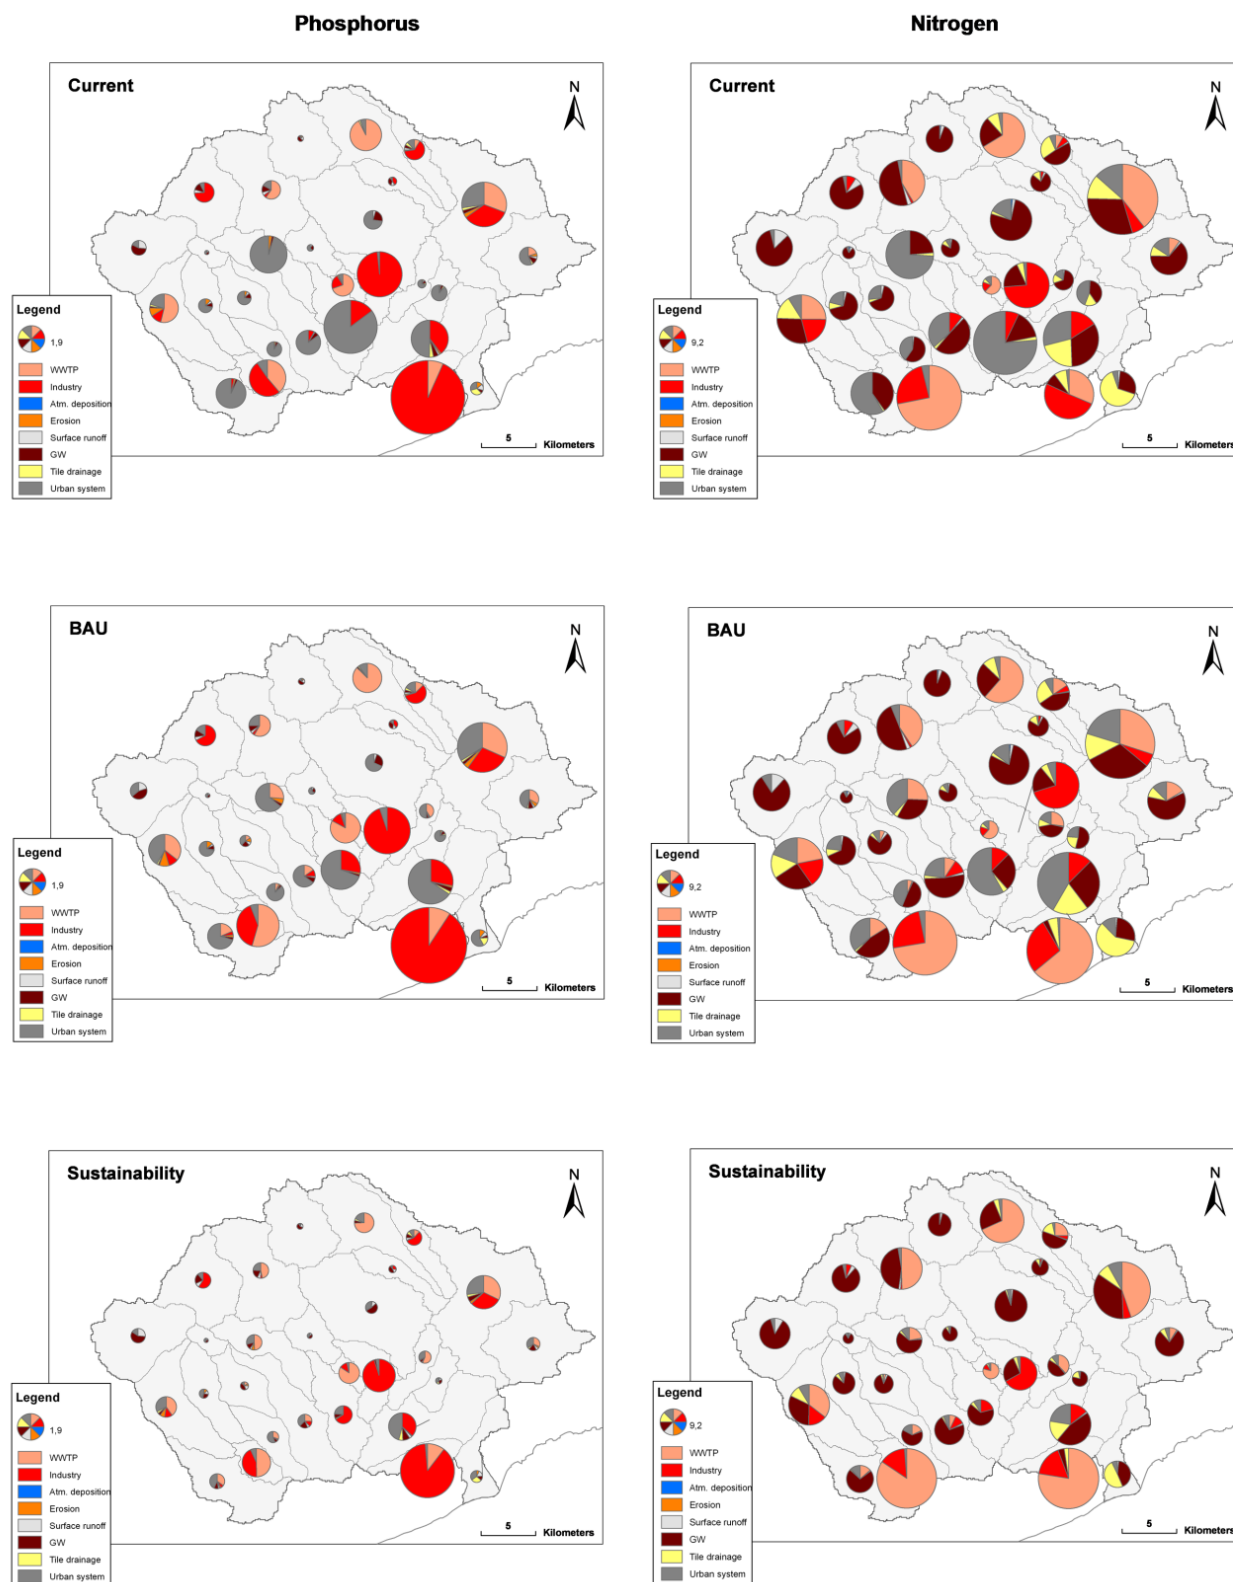 Phosphorus
Nitrogen
Current
N
Legend
1,9
WWTP
Industry
Atm. deposition
Erosion
Surface runoff
GW
Tile drainage
Urban system
5
Kilometers
Current
N
Legend
9,2
WWTP
Industry
Atm. deposition
Erosion
Surface runoff
GW
Tile drainage
Urban system
5
Kilometers
BAU
N
Legend
1,9
WWTP
Industry
Atm. deposition
Erosion
Surface runoff
GW
Tile drainage
Urban system
5
Kilometers
BAU
N
Legend
9,2
WWTP
Industry
Atm. deposition
Erosion
Surface runoff
GW
Tile drainage
Urban system
5
Kilometers
Sustainability
N
Legend
1,9
WWTP
Industry
Atm. deposition
Erosion
Surface runoff
GW
Tile drainage
Urban system
5
Kilometers
Sustainability
N
Legend
9,2
WWTP
Industry
Atm. deposition
Erosion
Surface runoff
GW
Tile drainage
Urban system
5
Kilometers